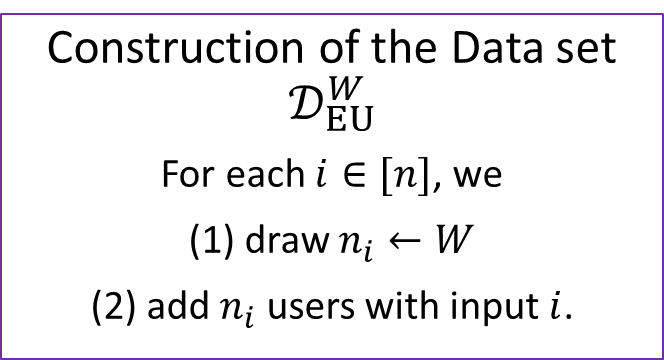 Construction of the Data set
𝒟_EU^W
For each i ∈ [n], we
(1) draw n_i ← W
(2) add n_i users with input i.